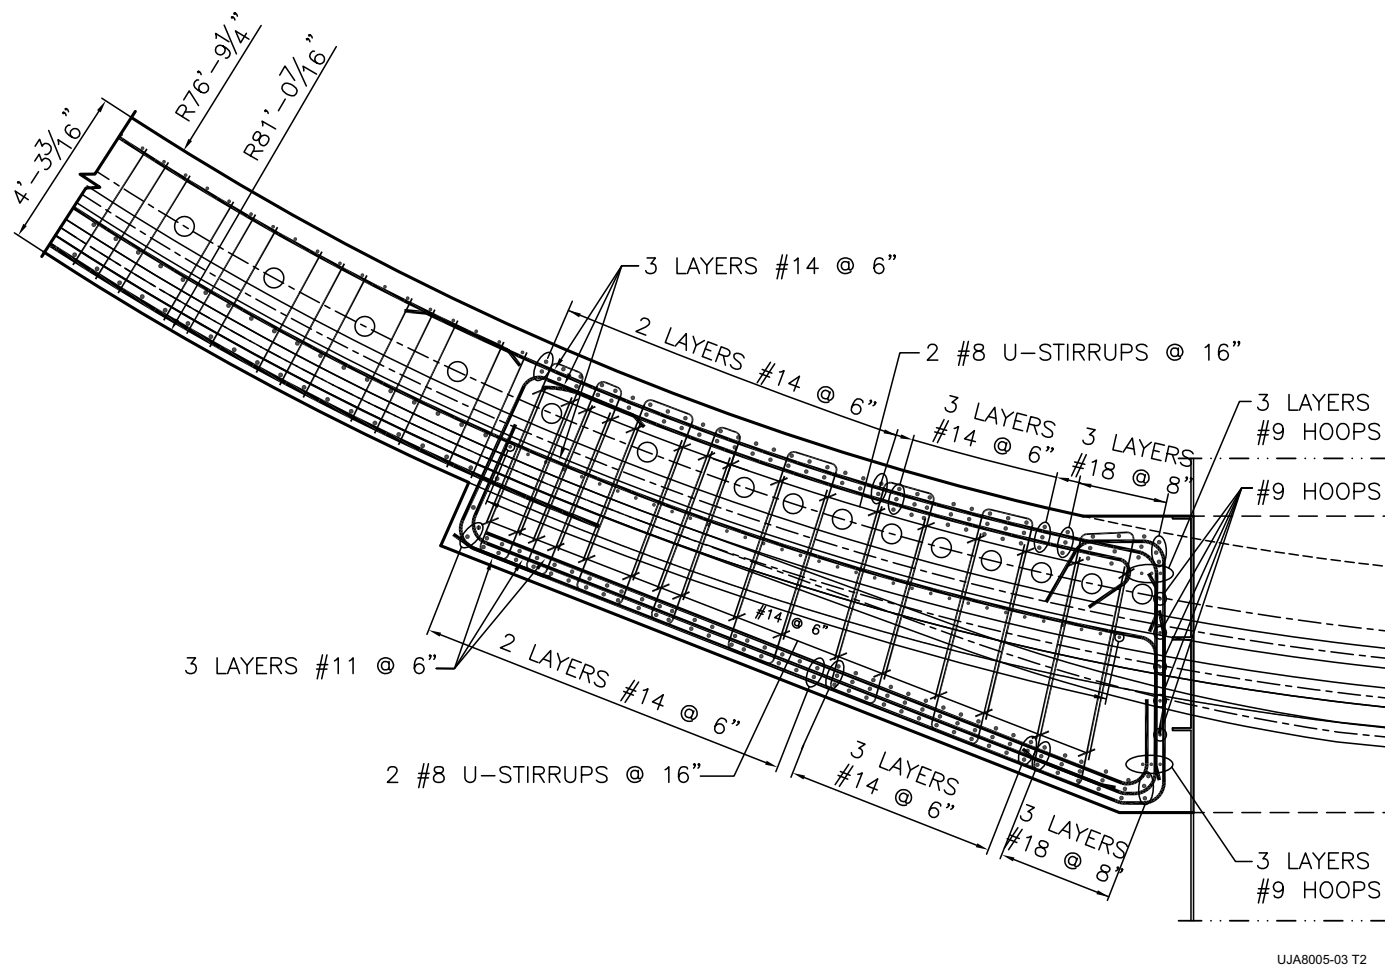 R76'-9 1/4"
R81'-0 7/16"
4'-3 3/16"
3 LAYERS #14 @ 6"
2 LAYERS #14 @ 6"
2 #8 U-STIRRUPS @ 16"
3 LAYERS
#14 @ 6"
3 LAYERS
#18 @ 8"
3 LAYERS
#9 HOOPS
#9 HOOPS
#14 @ 6"
3 LAYERS #11 @ 6"
2 LAYERS #14 @ 6"
2 #8 U-STIRRUPS @ 16"
3 LAYERS
#14 @ 6"
3 LAYERS
#18 @ 8"
3 LAYERS
#9 HOOPS
UJA8005-03 T2